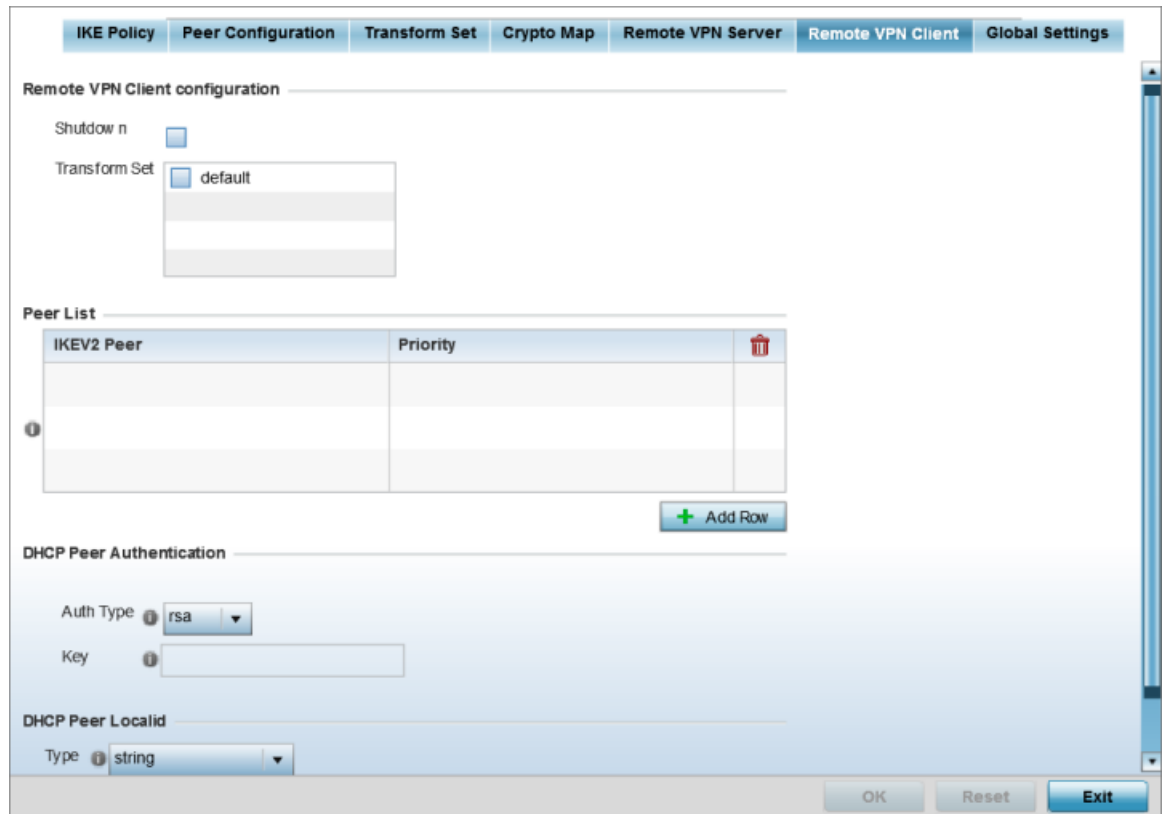 IKE Policy Peer Configuration Transform Set Crypto Map Remote VPN Server Remote VPN Client Global Settings
Remote VPN Client configuration
Shutdown
Transform Set
default
Peer List
IKEV2 Peer Priority
Add Row
DHCP Peer Authentication
Auth Type rsa
Key
DHCP Peer Localid
Type string
OK Reset Exit